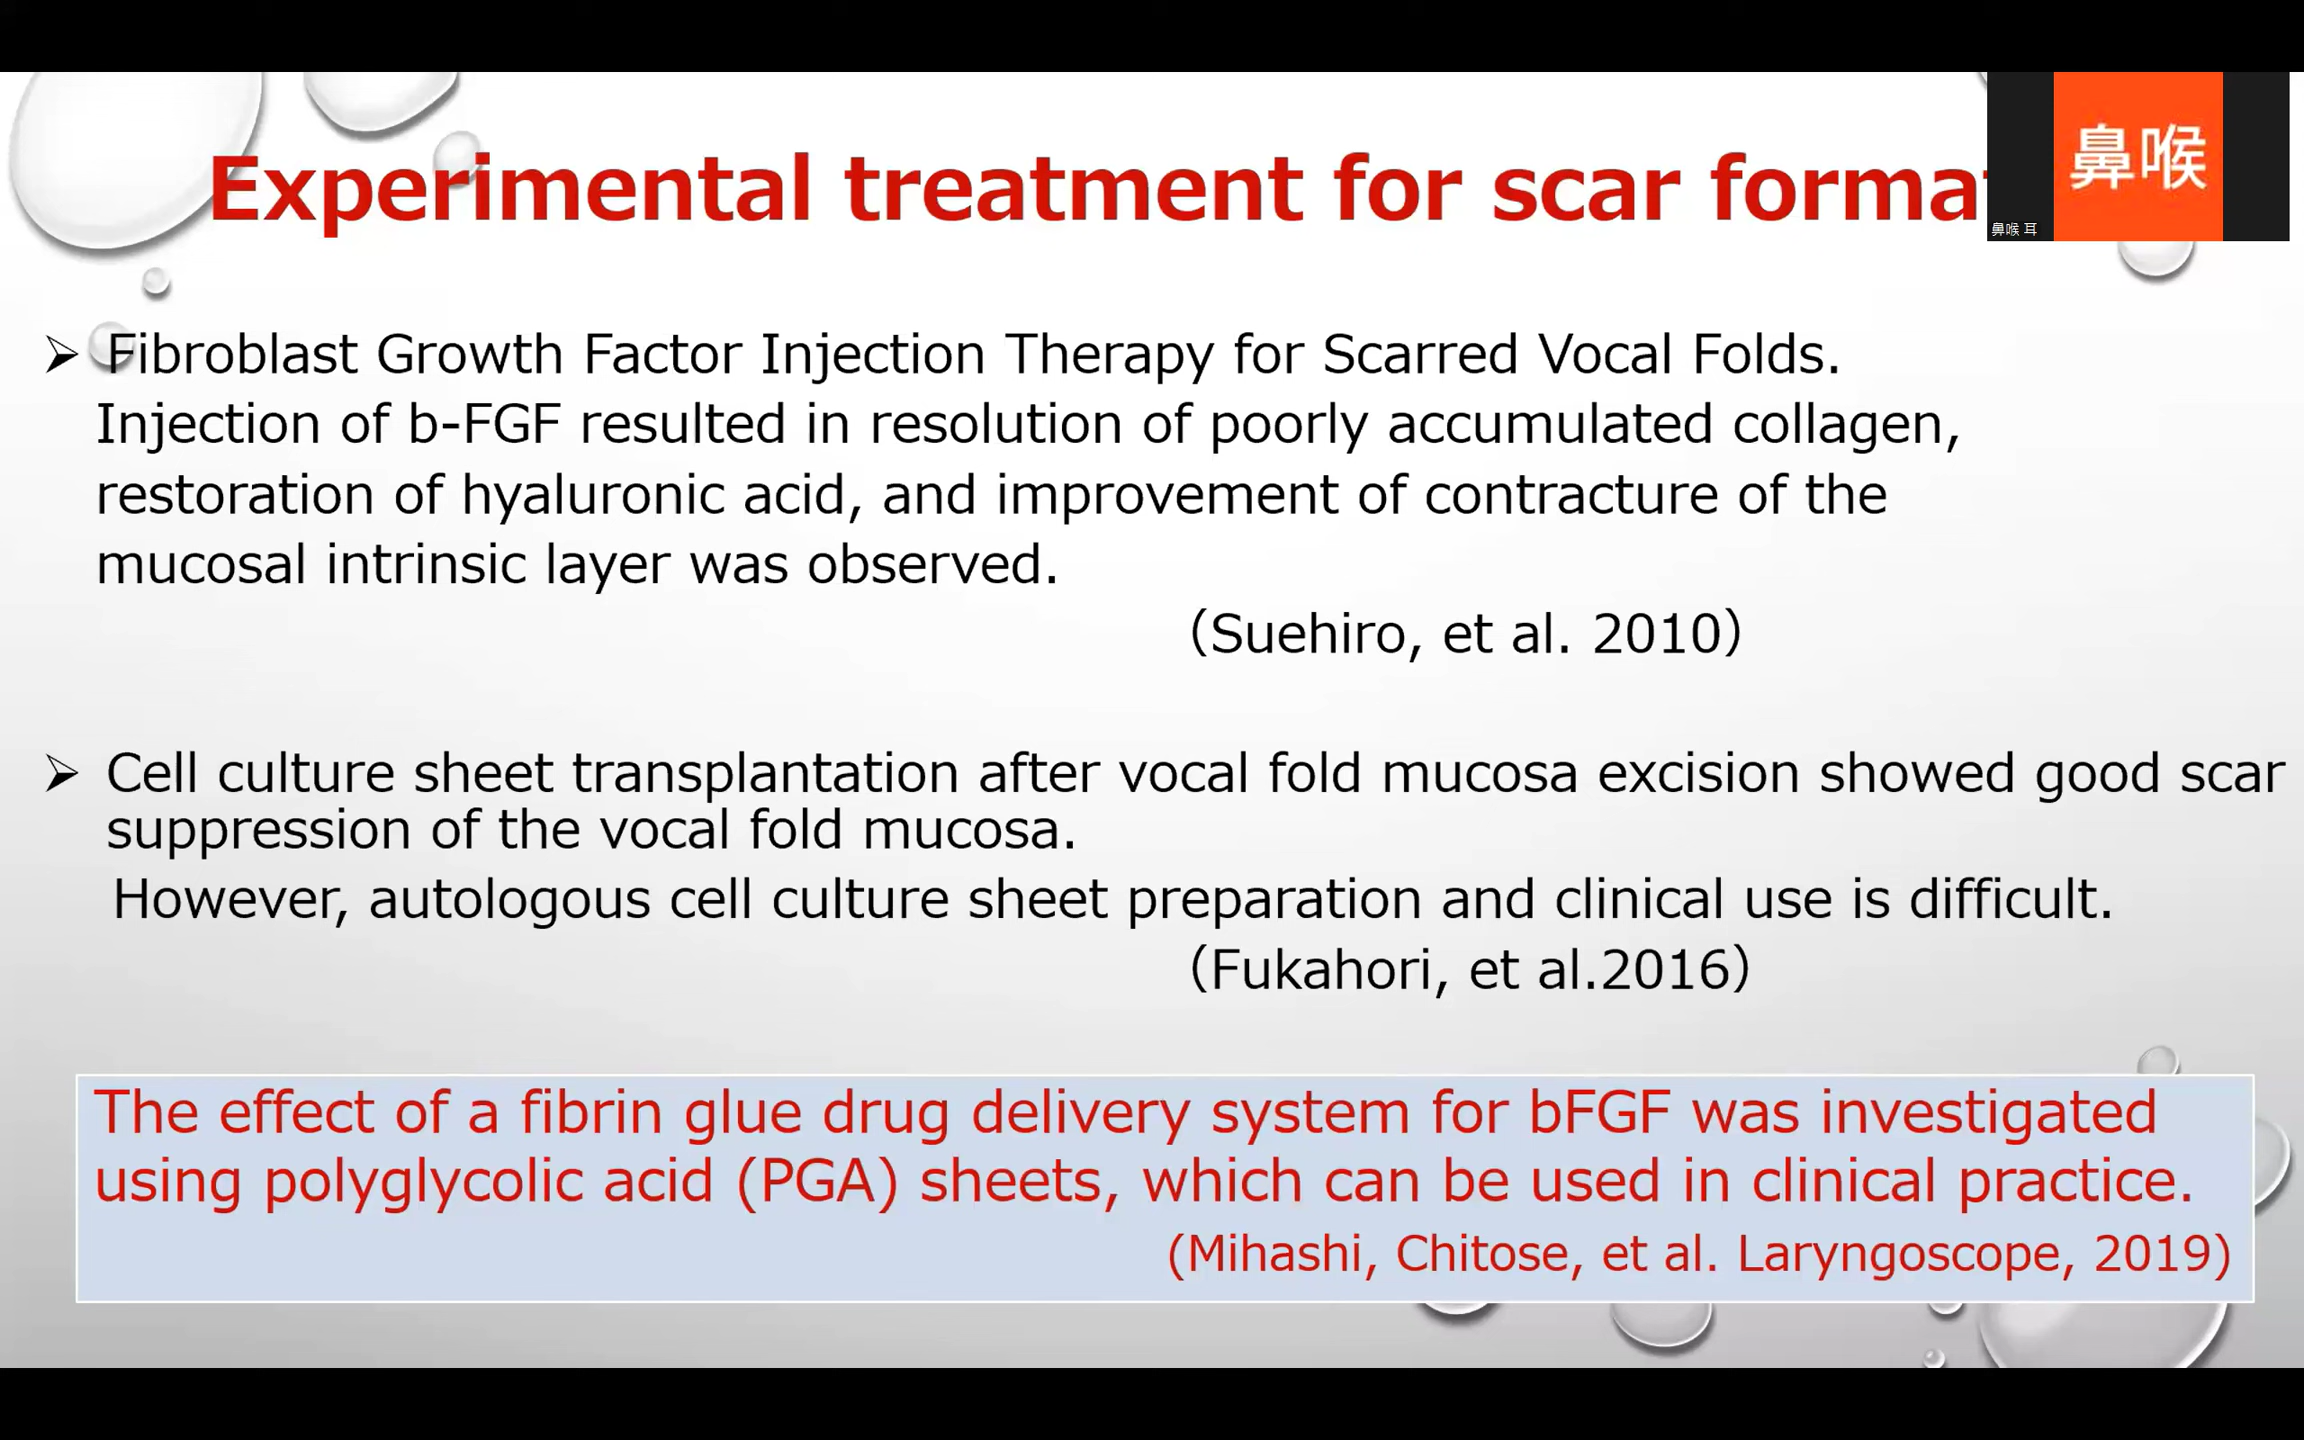 Experimental treatment for scar
鼻喉
鼻喉 耳
➢ Fibroblast Growth Factor Injection Therapy for Scarred Vocal Folds.
Injection of b-FGF resulted in resolution of poorly accumulated collagen,
restoration of hyaluronic acid, and improvement of contracture of the
mucosal intrinsic layer was observed.
（Suehiro, et al. 2010）
➢ Cell culture sheet transplantation after vocal fold mucosa excision showed good scar
suppression of the vocal fold mucosa.
However, autologous cell culture sheet preparation and clinical use is difficult.
（Fukahori, et al.2016）
The effect of a fibrin glue drug delivery system for bFGF was investigated
using polyglycolic acid (PGA) sheets, which can be used in clinical practice.
(Mihashi, Chitose, et al. Laryngoscope, 2019)